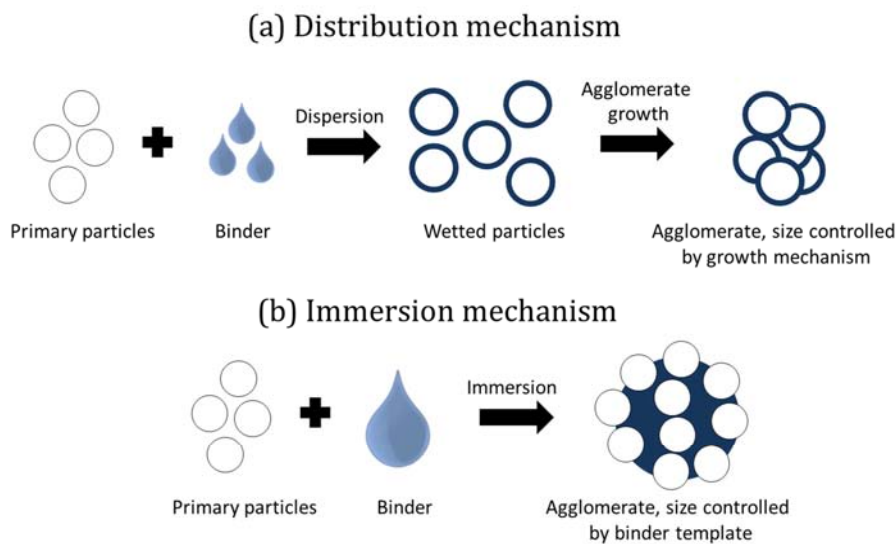 (a) Distribution mechanism
Dispersion
Agglomerate
growth
Primary particles
Binder
Wetted particles
Agglomerate, size controlled
by growth mechanism
(b) Immersion mechanism
Immersion
Primary particles
Binder
Agglomerate, size controlled
by binder template